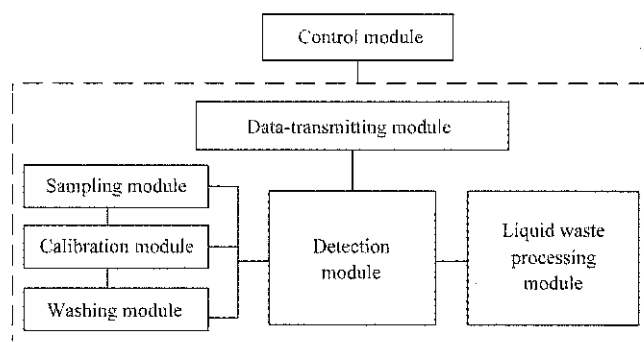 Control module
Data-transmitting module
Sampling module
Calibration module
Washing module
Detection
module
Liquid waste
processing
module